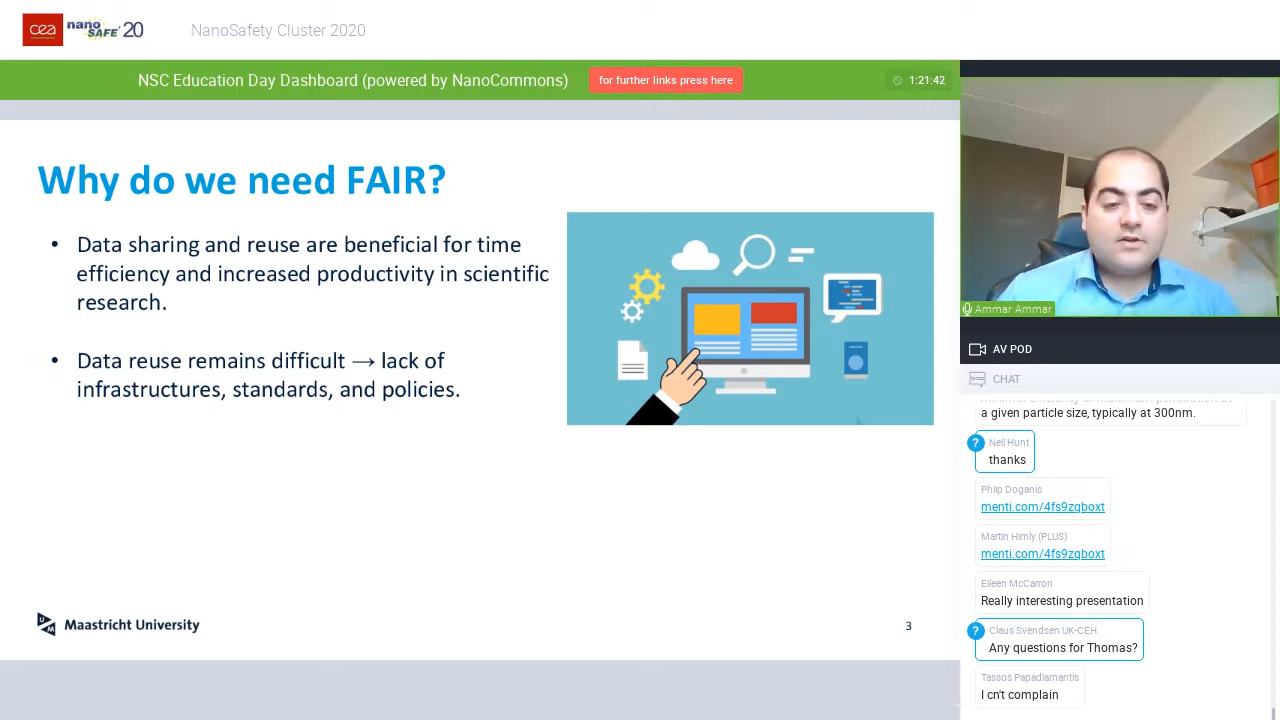 cea nano SAFE'20
NanoSafety Cluster 2020
NSC Education Day Dashboard (powered by NanoCommons)
for further links press here
1:21:42
Why do we need FAIR?
• Data sharing and reuse are beneficial for time
efficiency and increased productivity in scientific
research.
• Data reuse remains difficult → lack of
infrastructures, standards, and policies.
Maastricht University
3
Ammar Ammar
AV POD
CHAT
a given particle size, typically at 300nm.
? Neil Hunt
thanks
Philp Doganis
menti.com/4fs9zqboxt
Martin Himly (PLUS)
menti.com/4fs9zqboxt
Eileen McCarron
Really interesting presentation
? Claus Svendsen UK-CEH
Any questions for Thomas?
Tassos Papadiamantis
I cn't complain